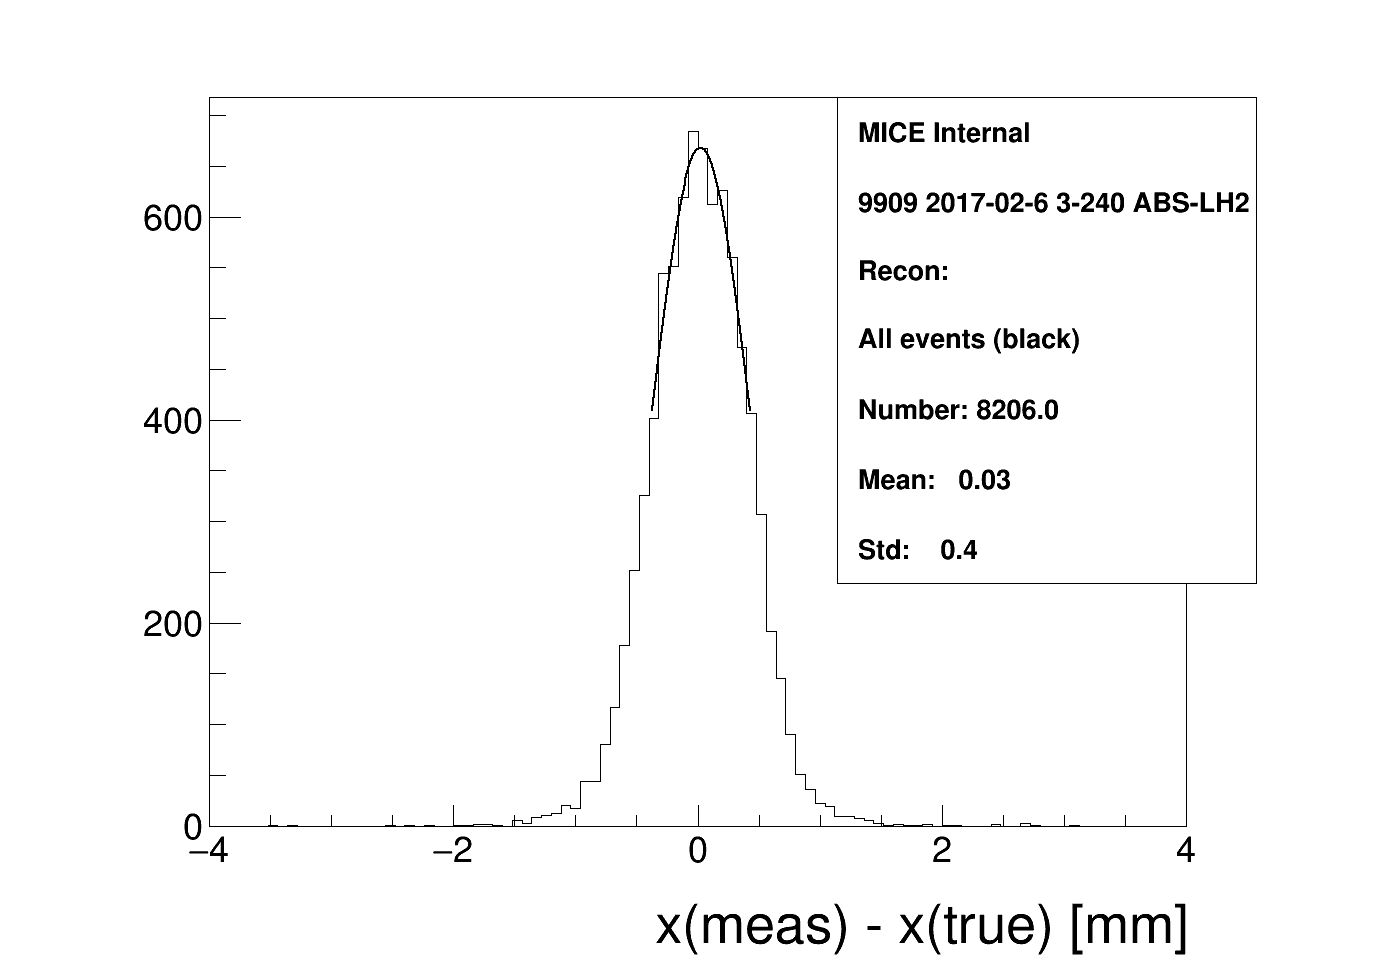 MICE Internal
9909 2017-02-6 3-240 ABS-LH2
Recon:
All events (black)
Number: 8206.0
Mean: 0.03
Std: 0.4
600
400
200
0
−4 −2 0 2 4
x(meas) - x(true) [mm]